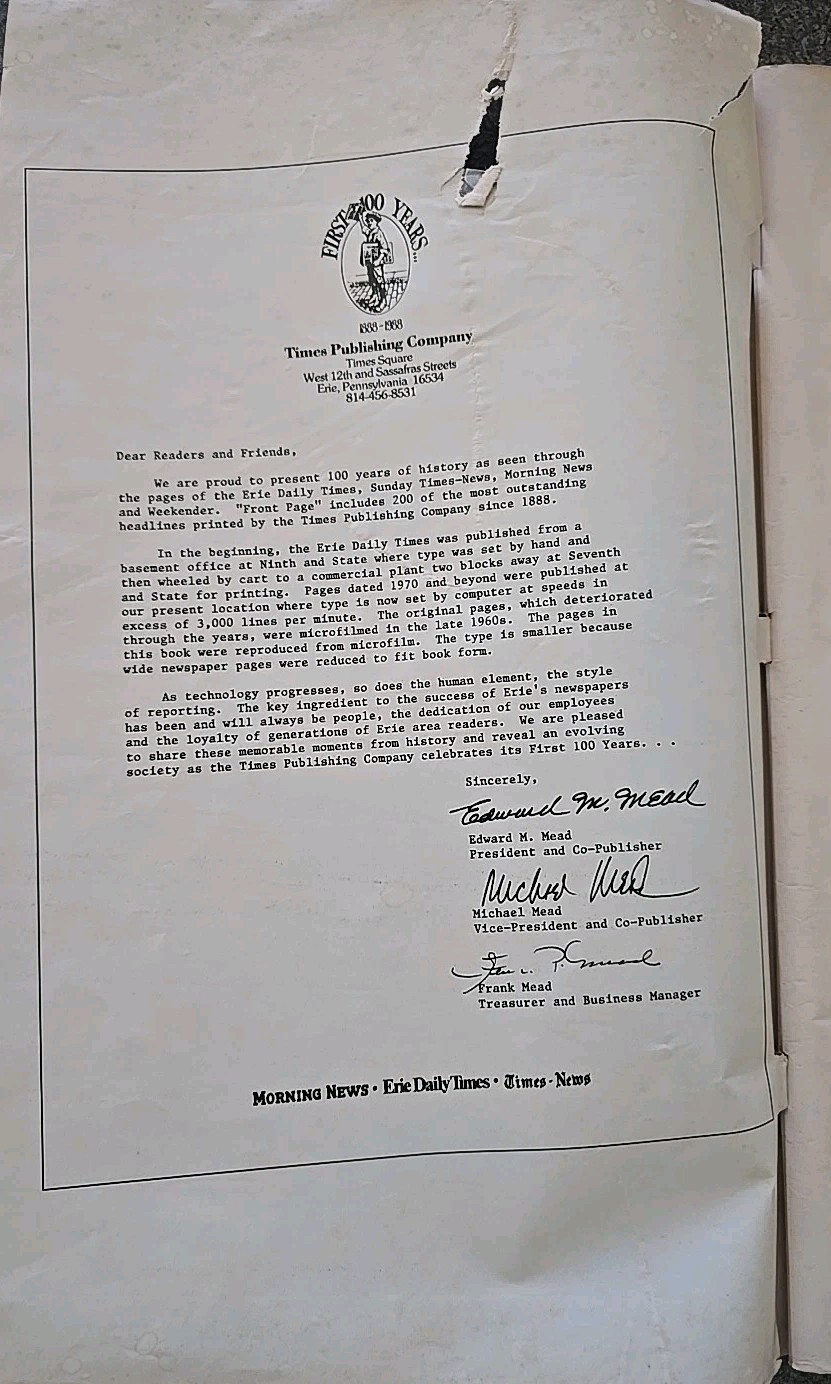 FIRST 100 YEARS...
1888-1988
Times Publishing Company
Times Square
West 12th and Sassafras Streets
Erie, Pennsylvania 16534
814-456-8531
Dear Readers and Friends,
We are proud to present 100 years of history as seen through
the pages of the Erie Daily Times, Sunday Times-News, Morning News
and Weekender. "Front Page" includes 200 of the most outstanding
headlines printed by the Times Publishing Company since 1888.
In the beginning, the Erie Daily Times was published from a
basement office at Ninth and State where type was set by hand and
then wheeled by cart to a commercial plant two blocks away at Seventh
and State for printing. Pages dated 1970 and beyond were published at
our present location where type is now set by computer at speeds in
excess of 3,000 lines per minute. The original pages, which deteriorated
through the years, were microfilmed in the late 1960s. The pages in
this book were reproduced from microfilm. The type is smaller because
wide newspaper pages were reduced to fit book form.
As technology progresses, so does the human element, the style
of reporting. The key ingredient to the success of Erie's newspapers
has been and will always be people, the dedication of our employees
and the loyalty of generations of Erie area readers. We are pleased
to share these memorable moments from history and reveal an evolving
society as the Times Publishing Company celebrates its First 100 Years. . .
Sincerely,
Edward M. Mead
Edward M. Mead
President and Co-Publisher
Michael Mead
Michael Mead
Vice-President and Co-Publisher
Frank Mead
Treasurer and Business Manager
MORNING NEWS • Erie Daily Times • Times-News